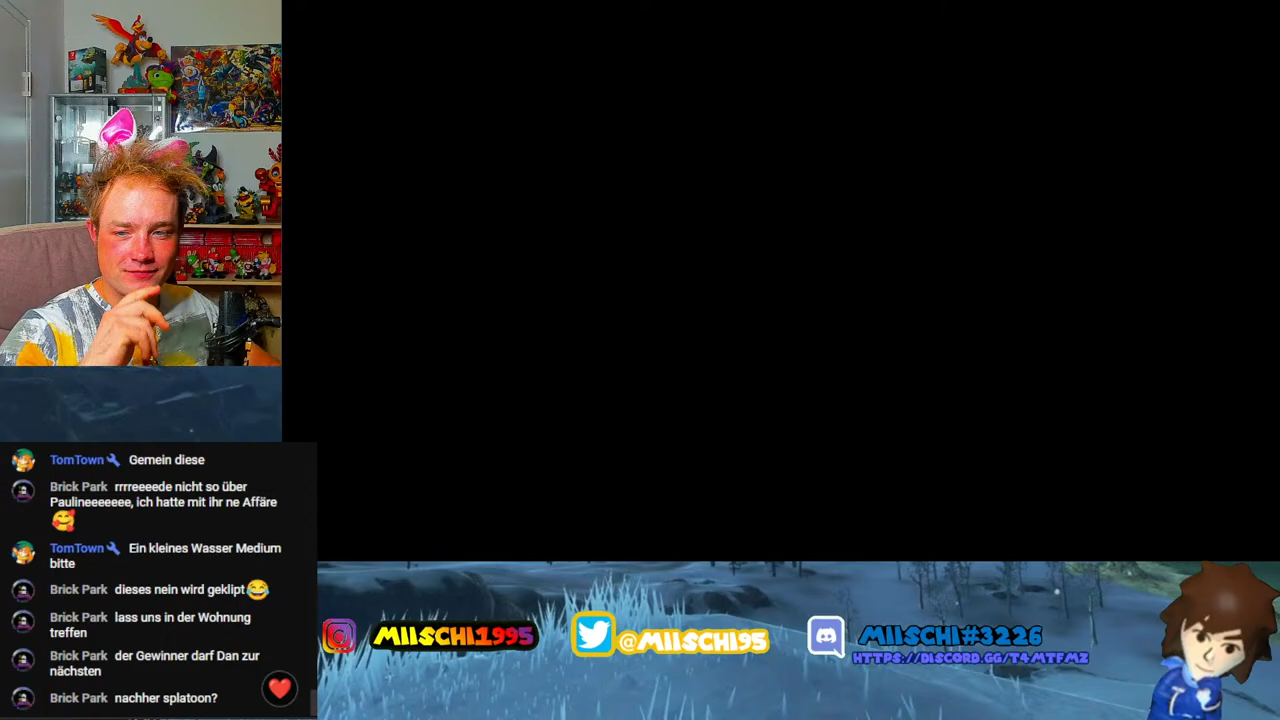 TomTown Gemein diese
Brick Park rrrreeeede nicht so über
Paulineeeeeee, ich hatte mit ihr ne Affäre
TomTown Ein kleines Wasser Medium
bitte
Brick Park dieses nein wird geklipt
Brick Park lass uns in der Wohnung
treffen
Brick Park der Gewinner darf Dan zur
nächsten
Brick Park nachher splatoon?
MIISCHI1995
@MIISCHI95
MIISCHI#3226
HTTPS://DISCORD.GG/T4MTFMZ